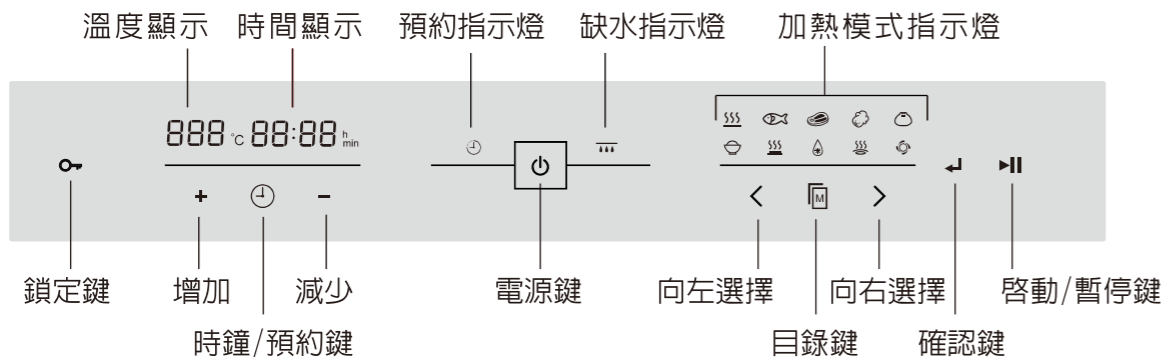 溫度顯示 時間顯示 預約指示燈 缺水指示燈 加熱模式指示燈
888 °C 88:88 h min
M
鎖定鍵 增加 減少 電源鍵 向左選擇 向右選擇 啓動/暫停鍵
時鐘/預約鍵 目錄鍵 確認鍵